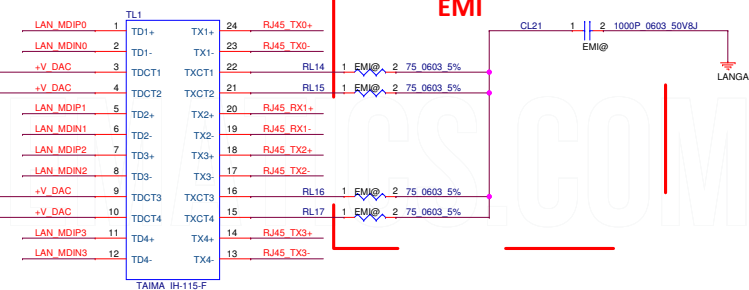 EMI
TL1
CL21 1 2 1000P_0603_50V8J
EMI@
LANGA
LAN_MDIP0 1 TD1+ TX1+ 24 RJ45_TX0+
LAN_MDIN0 2 TD1- TX1- 23 RJ45_TX0-
+V_DAC 3 TDCT1 TXCT1 22 RL14 1 EMI@ 2 75_0603_5%
+V_DAC 4 TDCT2 TXCT2 21 RL15 1 EMI@ 2 75_0603_5%
LAN_MDIP1 5 TD2+ TX2+ 20 RJ45_RX1+
LAN_MDIN1 6 TD2- TX2- 19 RJ45_RX1-
LAN_MDIP2 7 TD3+ TX3+ 18 RJ45_TX2+
LAN_MDIN2 8 TD3- TX3- 17 RJ45_TX2-
+V_DAC 9 TDCT3 TXCT3 16 RL16 1 EMI@ 2 75_0603_5%
+V_DAC 10 TDCT4 TXCT4 15 RL17 1 EMI@ 2 75_0603_5%
LAN_MDIP3 11 TD4+ TX4+ 14 RJ45_TX3+
LAN_MDIN3 12 TD4- TX4- 13 RJ45_TX3-
TAIMA_IH-115-F